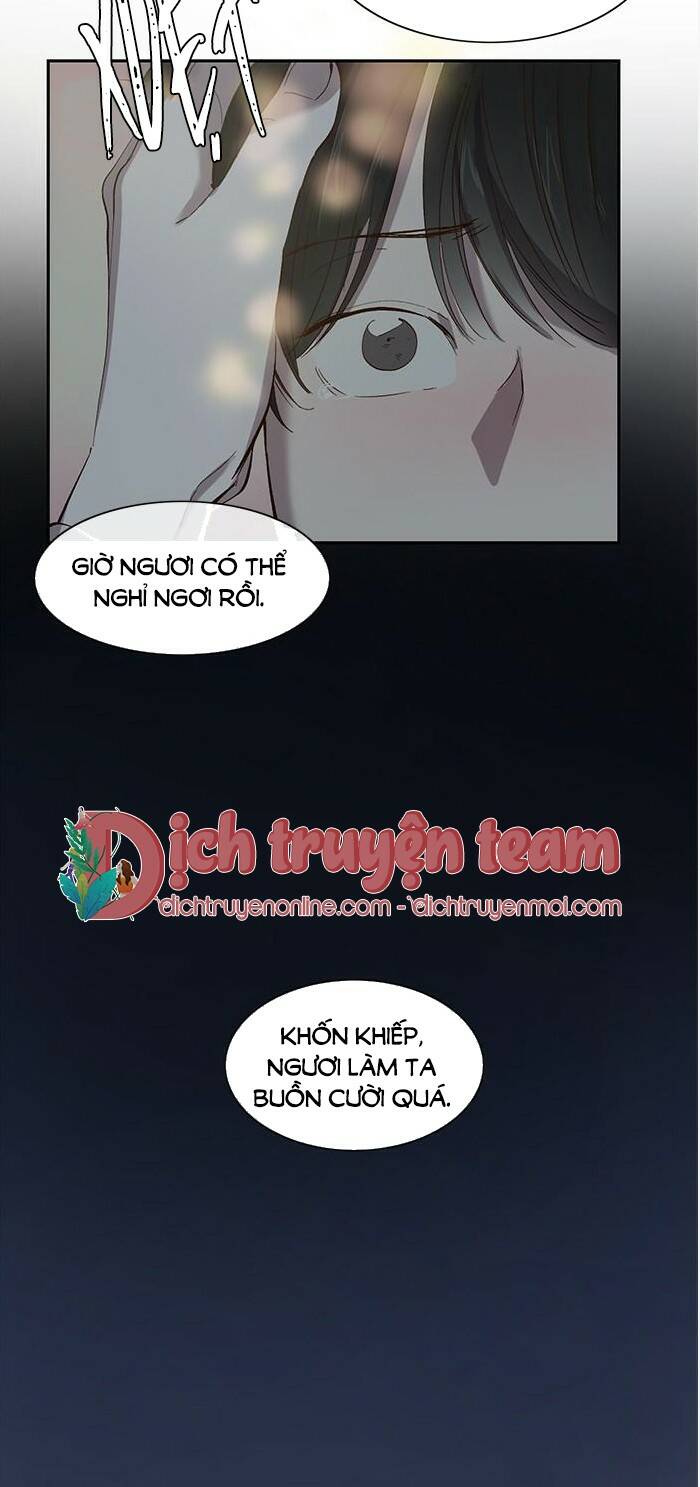 GIỜ NGƯƠI CÓ THỂ
NGHỈ NGƠI RỒI.
Dịch truyện team
dichtruyenonline.com - dichtruyenmoi.com
KHỐN KHIẾP,
NGƯƠI LÀM TA
BUỒN CƯỜI QUÁ.